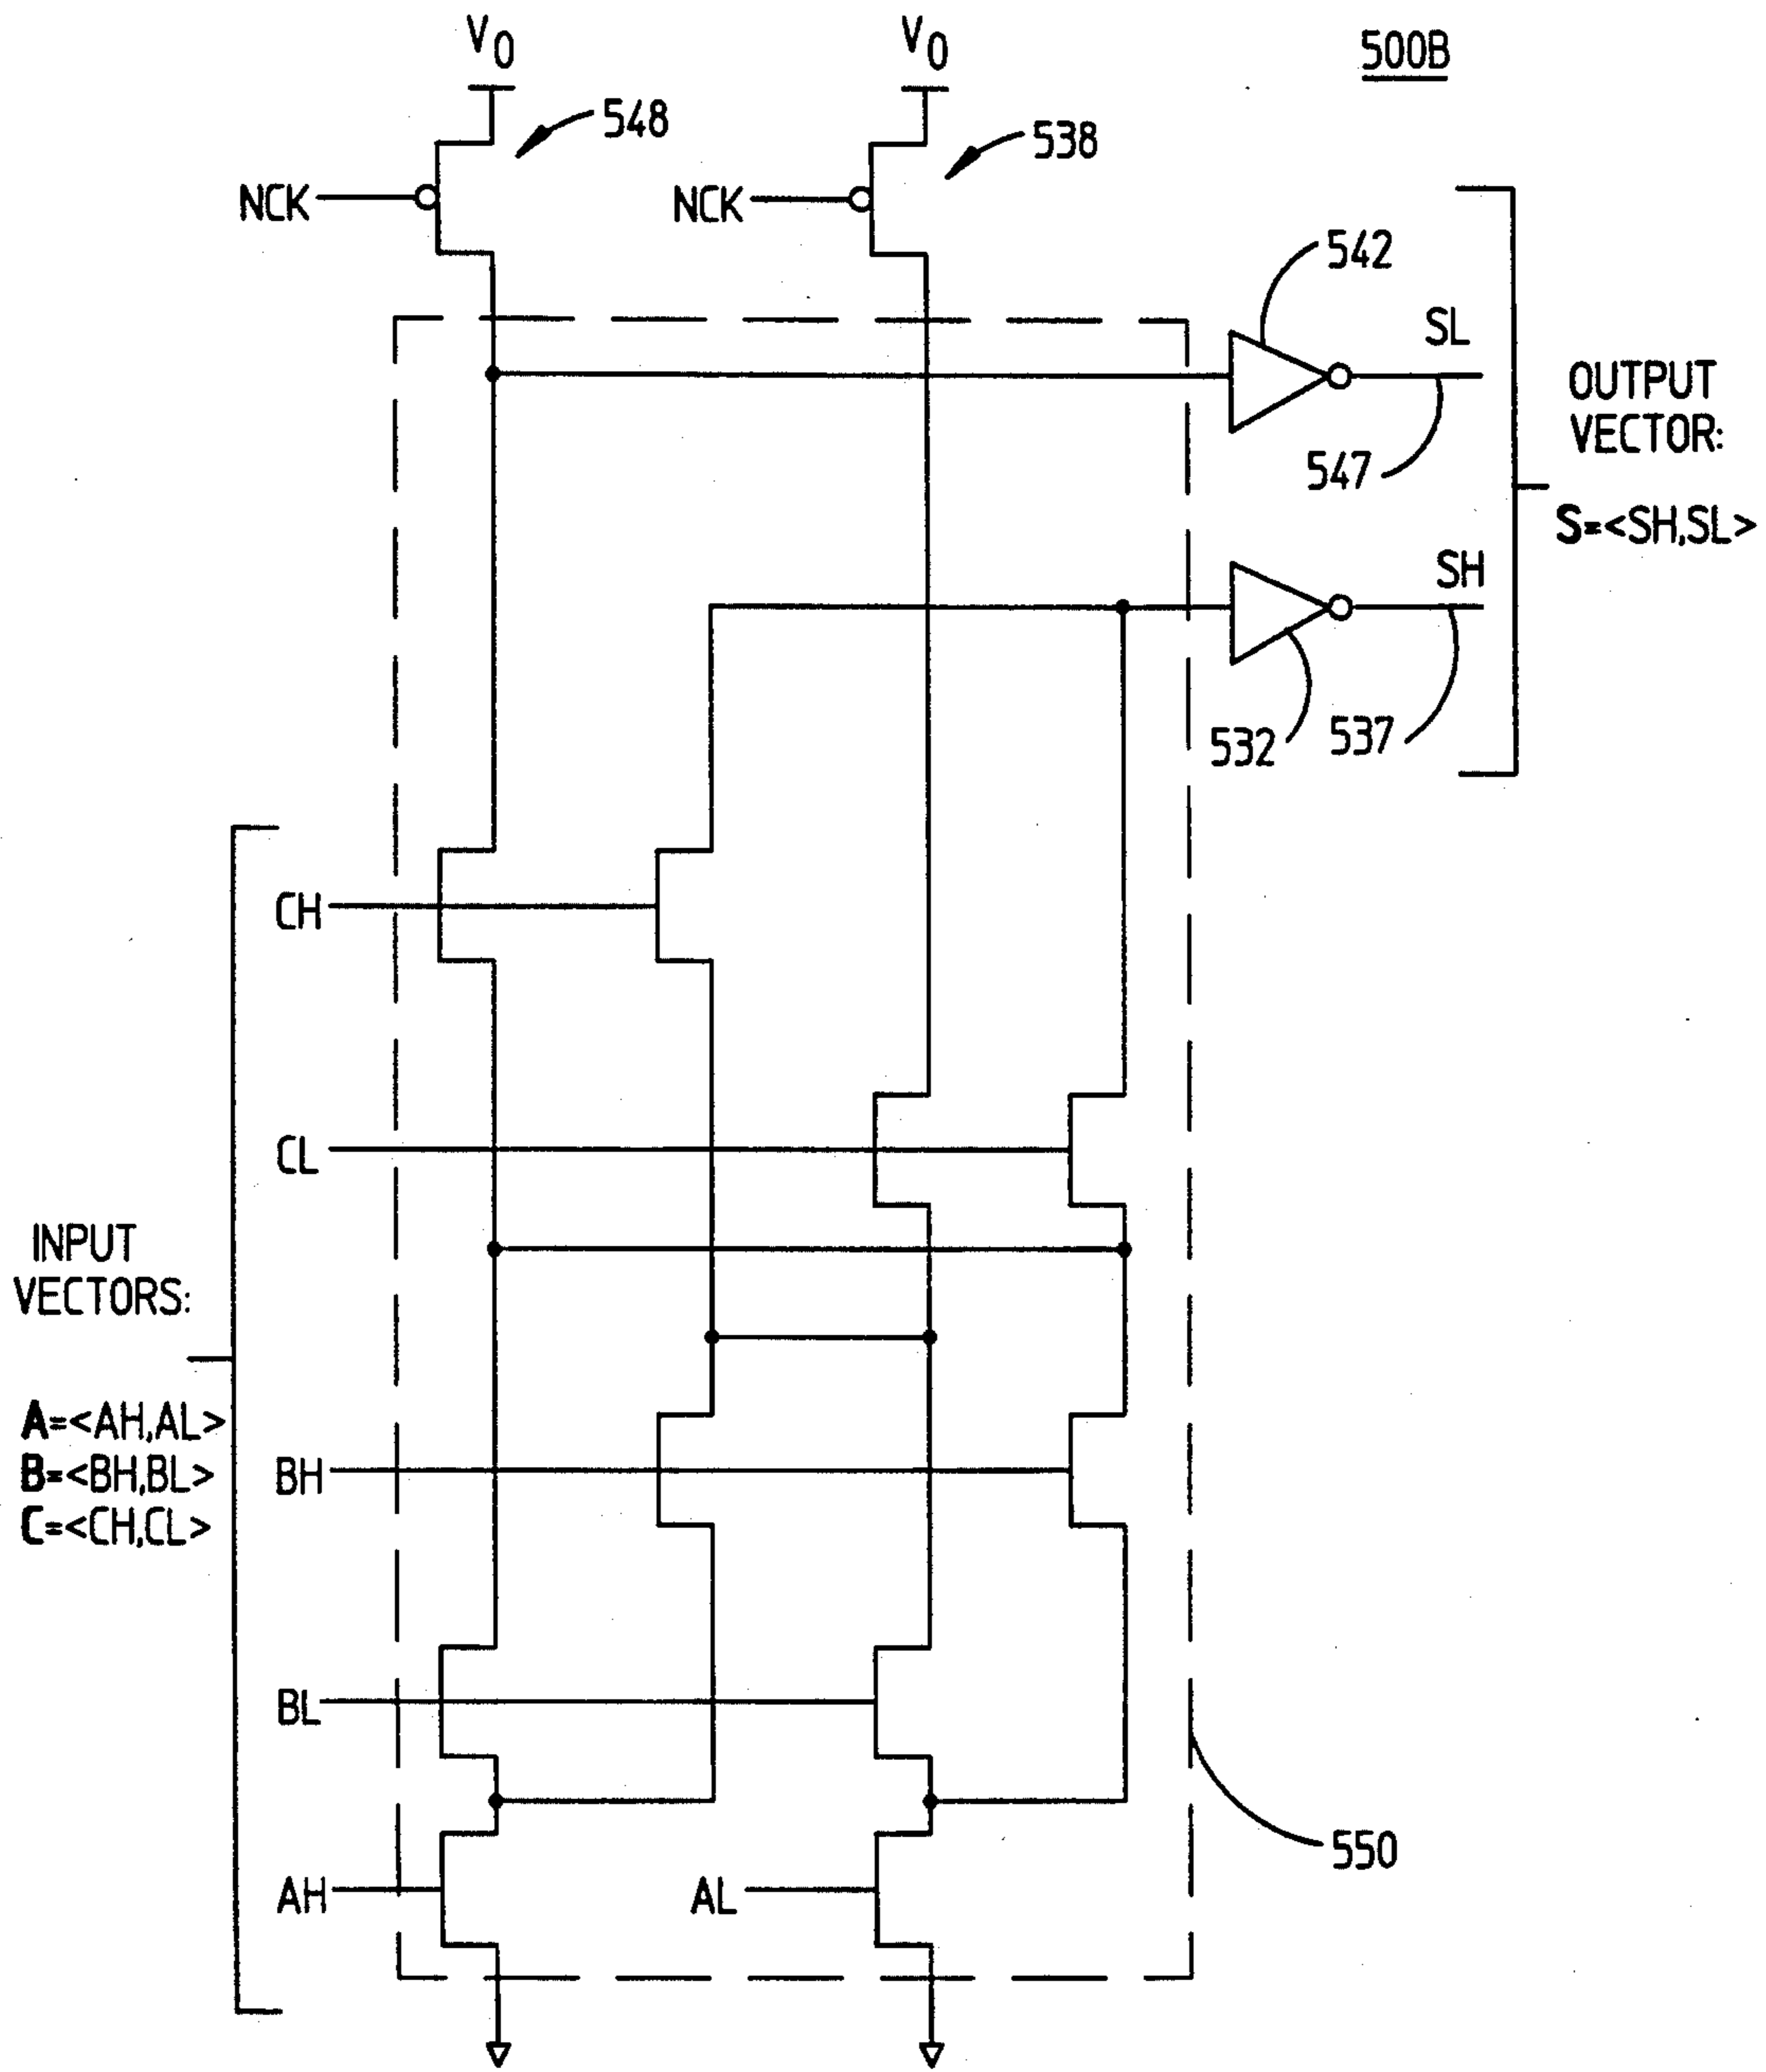 V0
V0
500B
548
538
NCK
NCK
542
SL
OUTPUT
VECTOR:
547
S=<SH,SL>
SH
532
537
CH
CL
INPUT
VECTORS:
A=<AH,AL>
B=<BH,BL>
C=<CH,CL>
BH
BL
550
AH
AL